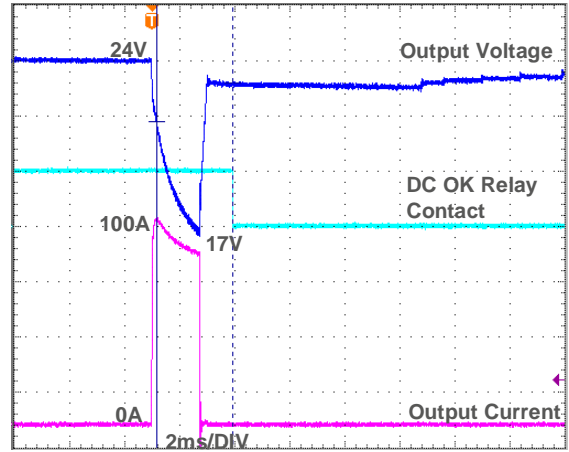 T
24V
Output Voltage
DC OK Relay
Contact
100A
17V
0A
Output Current
2ms/DIV